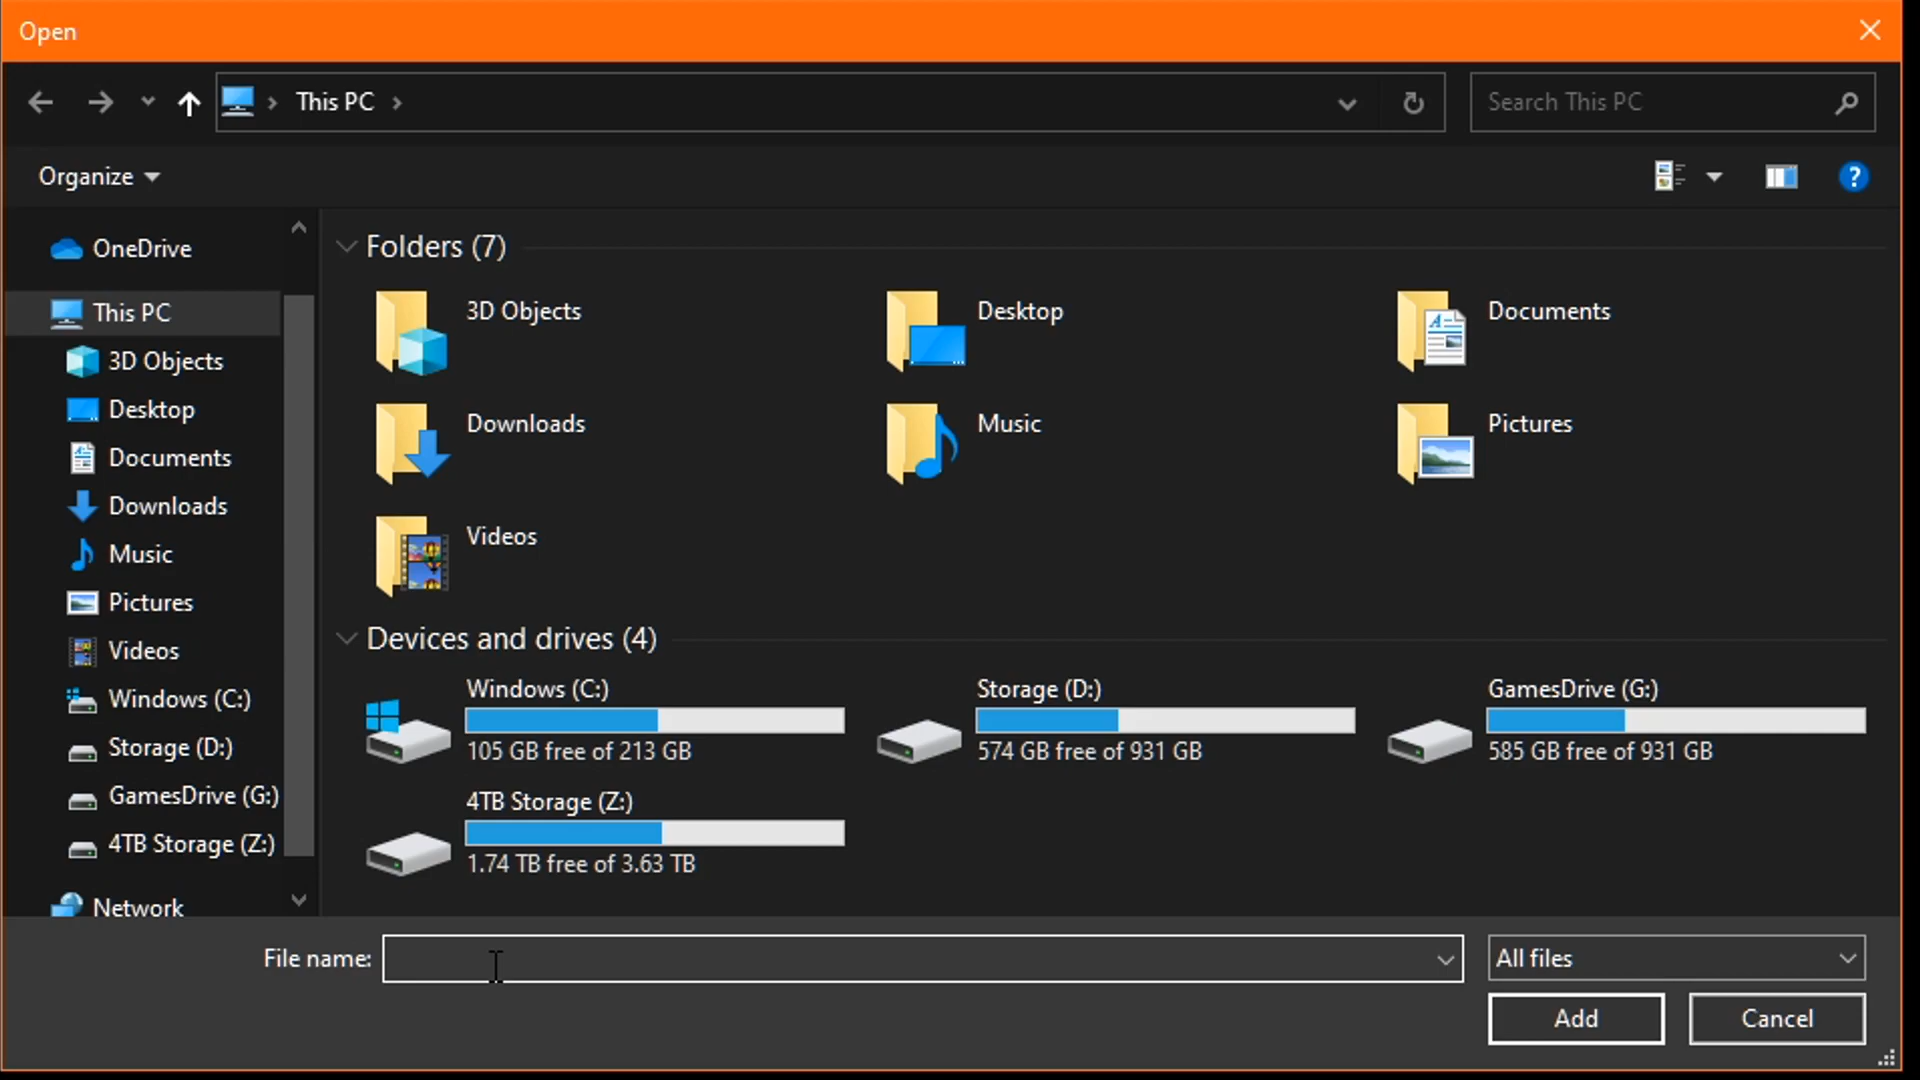 Open
This PC
Search This PC
Organize
?
OneDrive
This PC
3D Objects
Desktop
Documents
Downloads
Music
Pictures
Videos
Windows (C:)
Storage (D:)
GamesDrive (G:)
4TB Storage (Z:)
Network
Folders (7)
3D Objects
Desktop
Documents
Downloads
Music
Pictures
Videos
Devices and drives (4)
Windows (C:)
105 GB free of 213 GB
Storage (D:)
574 GB free of 931 GB
GamesDrive (G:)
585 GB free of 931 GB
4TB Storage (Z:)
1.74 TB free of 3.63 TB
File name:
All files
Add
Cancel